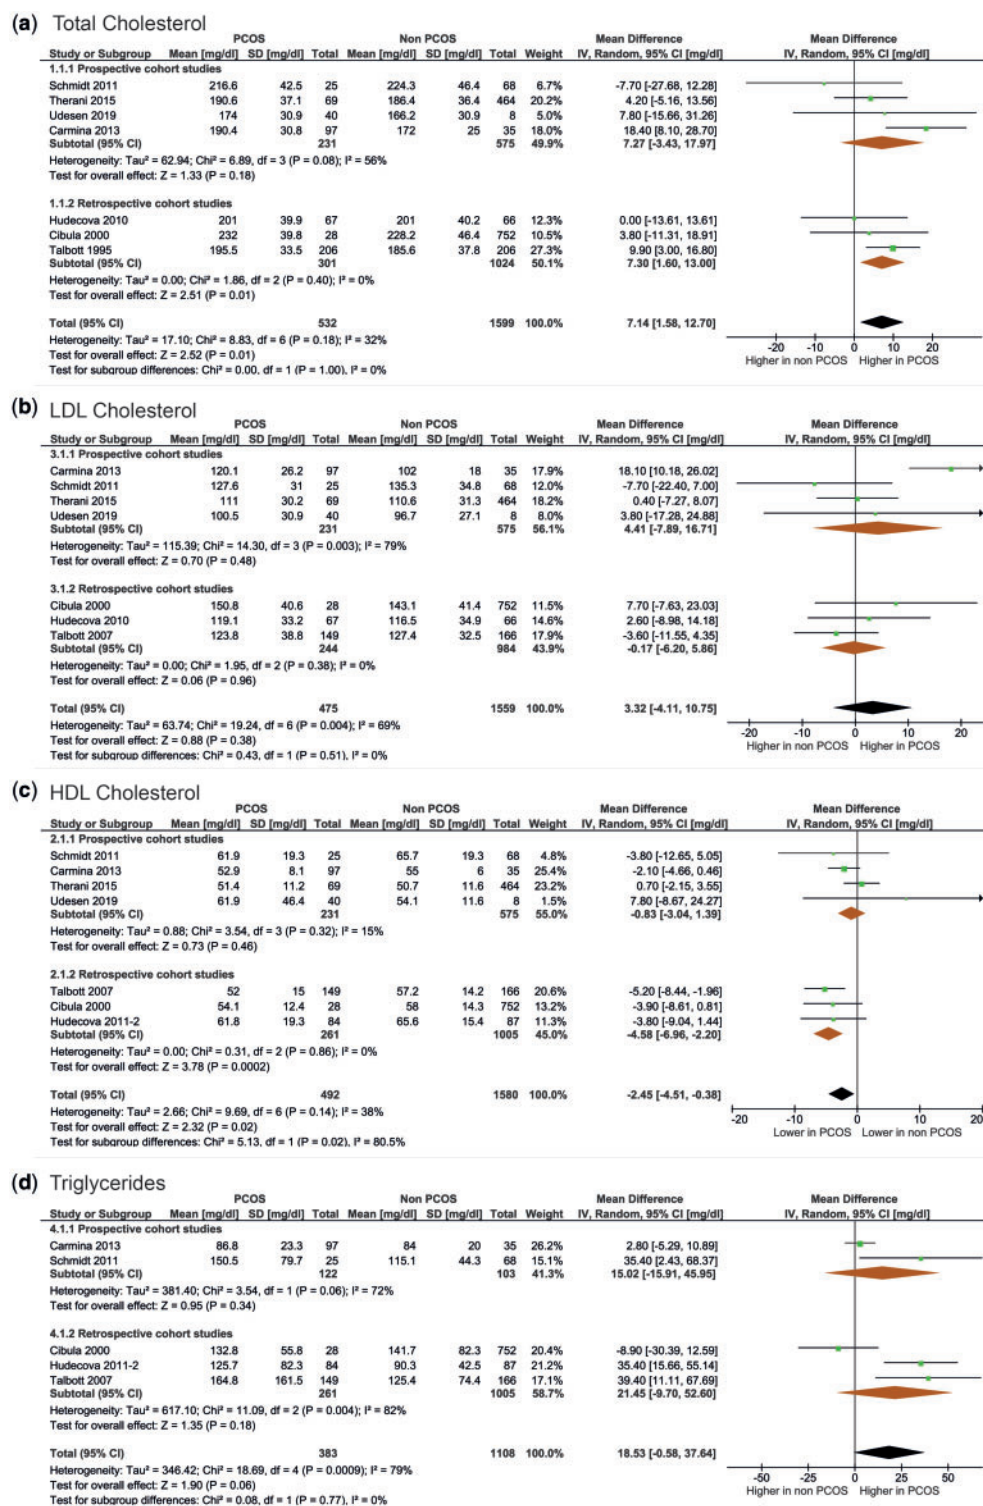 (a) Total Cholesterol
PCOS Non PCOS Mean Difference Mean Difference
Study or Subgroup Mean [mg/dl] SD [mg/dl] Total Mean [mg/dl] SD [mg/dl] Total Weight IV, Random, 95% CI [mg/dl] IV, Random, 95% CI [mg/dl]
1.1.1 Prospective cohort studies
Schmidt 2011 216.6 42.5 25 224.3 46.4 68 6.7% -7.70 [-27.68, 12.28]
Therani 2015 190.6 37.1 69 186.4 36.4 464 20.2% 4.20 [-5.16, 13.56]
Udesen 2019 174 30.9 40 166.2 30.9 8 5.0% 7.80 [-15.66, 31.26]
Carmina 2013 190.4 30.8 97 172 25 35 18.0% 18.40 [8.10, 28.70]
Subtotal (95% CI) 231 575 49.9% 7.27 [-3.43, 17.97]
Heterogeneity: Tau² = 62.94; Chi² = 6.89, df = 3 (P = 0.08); I² = 56%
Test for overall effect: Z = 1.33 (P = 0.18)
1.1.2 Retrospective cohort studies
Hudecova 2010 201 39.9 67 201 40.2 66 12.3% 0.00 [-13.61, 13.61]
Cibula 2000 232 39.8 28 228.2 46.4 752 10.5% 3.80 [-11.31, 18.91]
Talbott 1995 195.5 33.5 206 185.6 37.8 206 27.3% 9.90 [3.00, 16.80]
Subtotal (95% CI) 301 1024 50.1% 7.30 [1.60, 13.00]
Heterogeneity: Tau² = 0.00; Chi² = 1.86, df = 2 (P = 0.40); I² = 0%
Test for overall effect: Z = 2.51 (P = 0.01)
Total (95% CI) 532 1599 100.0% 7.14 [1.58, 12.70]
Heterogeneity: Tau² = 17.10; Chi² = 8.83, df = 6 (P = 0.18); I² = 32%
Test for overall effect: Z = 2.52 (P = 0.01)
Test for subgroup differences: Chi² = 0.00, df = 1 (P = 1.00), I² = 0%
-20 -10 0 10 20
Higher in non PCOS Higher in PCOS
(b) LDL Cholesterol
PCOS Non PCOS Mean Difference Mean Difference
Study or Subgroup Mean [mg/dl] SD [mg/dl] Total Mean [mg/dl] SD [mg/dl] Total Weight IV, Random, 95% CI [mg/dl] IV, Random, 95% CI [mg/dl]
3.1.1 Prospective cohort studies
Carmina 2013 120.1 26.2 97 102 18 35 17.9% 18.10 [10.18, 26.02]
Schmidt 2011 127.6 31 25 135.3 34.8 68 12.0% -7.70 [-22.40, 7.00]
Therani 2015 111 30.2 69 110.6 31.3 464 18.2% 0.40 [-7.27, 8.07]
Udesen 2019 100.5 30.9 40 96.7 27.1 8 8.0% 3.80 [-17.28, 24.88]
Subtotal (95% CI) 231 575 56.1% 4.41 [-7.89, 16.71]
Heterogeneity: Tau² = 115.39; Chi² = 14.30, df = 3 (P = 0.003); I² = 79%
Test for overall effect: Z = 0.70 (P = 0.48)
3.1.2 Retrospective cohort studies
Cibula 2000 150.8 40.6 28 143.1 41.4 752 11.5% 7.70 [-7.63, 23.03]
Hudecova 2010 119.1 33.2 67 116.5 34.9 66 14.6% 2.60 [-8.98, 14.18]
Talbott 2007 123.8 38.8 149 127.4 32.5 166 17.9% -3.60 [-11.55, 4.35]
Subtotal (95% CI) 244 984 43.9% -0.17 [-6.20, 5.86]
Heterogeneity: Tau² = 0.00; Chi² = 1.95, df = 2 (P = 0.38); I² = 0%
Test for overall effect: Z = 0.06 (P = 0.96)
Total (95% CI) 475 1559 100.0% 3.32 [-4.11, 10.75]
Heterogeneity: Tau² = 63.74; Chi² = 19.24, df = 6 (P = 0.004); I² = 69%
Test for overall effect: Z = 0.88 (P = 0.38)
Test for subgroup differences: Chi² = 0.43, df = 1 (P = 0.51), I² = 0%
-20 -10 0 10 20
Higher in non PCOS Higher in PCOS
(c) HDL Cholesterol
PCOS Non PCOS Mean Difference Mean Difference
Study or Subgroup Mean [mg/dl] SD [mg/dl] Total Mean [mg/dl] SD [mg/dl] Total Weight IV, Random, 95% CI [mg/dl] IV, Random, 95% CI [mg/dl]
2.1.1 Prospective cohort studies
Schmidt 2011 61.9 19.3 25 65.7 19.3 68 4.8% -3.80 [-12.65, 5.05]
Carmina 2013 52.9 8.1 97 55 6 35 25.4% -2.10 [-4.66, 0.46]
Therani 2015 51.4 11.2 69 50.7 11.6 464 23.2% 0.70 [-2.15, 3.55]
Udesen 2019 61.9 46.4 40 54.1 11.6 8 1.5% 7.80 [-8.67, 24.27]
Subtotal (95% CI) 231 575 55.0% -0.83 [-3.04, 1.39]
Heterogeneity: Tau² = 0.88; Chi² = 3.54, df = 3 (P = 0.32); I² = 15%
Test for overall effect: Z = 0.73 (P = 0.46)
2.1.2 Retrospective cohort studies
Talbott 2007 52 15 149 57.2 14.2 166 20.6% -5.20 [-8.44, -1.96]
Cibula 2000 54.1 12.4 28 58 14.3 752 13.2% -3.90 [-8.61, 0.81]
Hudecova 2011-2 61.8 19.3 84 65.6 15.4 87 11.3% -3.80 [-9.04, 1.44]
Subtotal (95% CI) 261 1005 45.0% -4.58 [-6.96, -2.20]
Heterogeneity: Tau² = 0.00; Chi² = 0.31, df = 2 (P = 0.86); I² = 0%
Test for overall effect: Z = 3.78 (P = 0.0002)
Total (95% CI) 492 1580 100.0% -2.45 [-4.51, -0.38]
Heterogeneity: Tau² = 2.66; Chi² = 9.69, df = 6 (P = 0.14); I² = 38%
Test for overall effect: Z = 2.32 (P = 0.02)
Test for subgroup differences: Chi² = 5.13, df = 1 (P = 0.02), I² = 80.5%
-20 -10 0 10 20
Lower in PCOS Lower in non PCOS
(d) Triglycerides
PCOS Non PCOS Mean Difference Mean Difference
Study or Subgroup Mean [mg/dl] SD [mg/dl] Total Mean [mg/dl] SD [mg/dl] Total Weight IV, Random, 95% CI [mg/dl] IV, Random, 95% CI [mg/dl]
4.1.1 Prospective cohort studies
Carmina 2013 86.8 23.3 97 84 20 35 26.2% 2.80 [-5.29, 10.89]
Schmidt 2011 150.5 79.7 25 115.1 44.3 68 15.1% 35.40 [2.43, 68.37]
Subtotal (95% CI) 122 103 41.3% 15.02 [-15.91, 45.95]
Heterogeneity: Tau² = 381.40; Chi² = 3.54, df = 1 (P = 0.06); I² = 72%
Test for overall effect: Z = 0.95 (P = 0.34)
4.1.2 Retrospective cohort studies
Cibula 2000 132.8 55.8 28 141.7 82.3 752 20.4% -8.90 [-30.39, 12.59]
Hudecova 2011-2 125.7 82.3 84 90.3 42.5 87 21.2% 35.40 [15.66, 55.14]
Talbott 2007 164.8 161.5 149 125.4 74.4 166 17.1% 39.40 [11.11, 67.69]
Subtotal (95% CI) 261 1005 58.7% 21.45 [-9.70, 52.60]
Heterogeneity: Tau² = 617.10; Chi² = 11.09, df = 2 (P = 0.004); I² = 82%
Test for overall effect: Z = 1.35 (P = 0.18)
Total (95% CI) 383 1108 100.0% 18.53 [-0.58, 37.64]
Heterogeneity: Tau² = 346.42; Chi² = 18.69, df = 4 (P = 0.0009); I² = 79%
Test for overall effect: Z = 1.90 (P = 0.06)
Test for subgroup differences: Chi² = 0.08, df = 1 (P = 0.77), I² = 0%
-50 -25 0 25 50
Higher in non PCOS Higher in PCOS